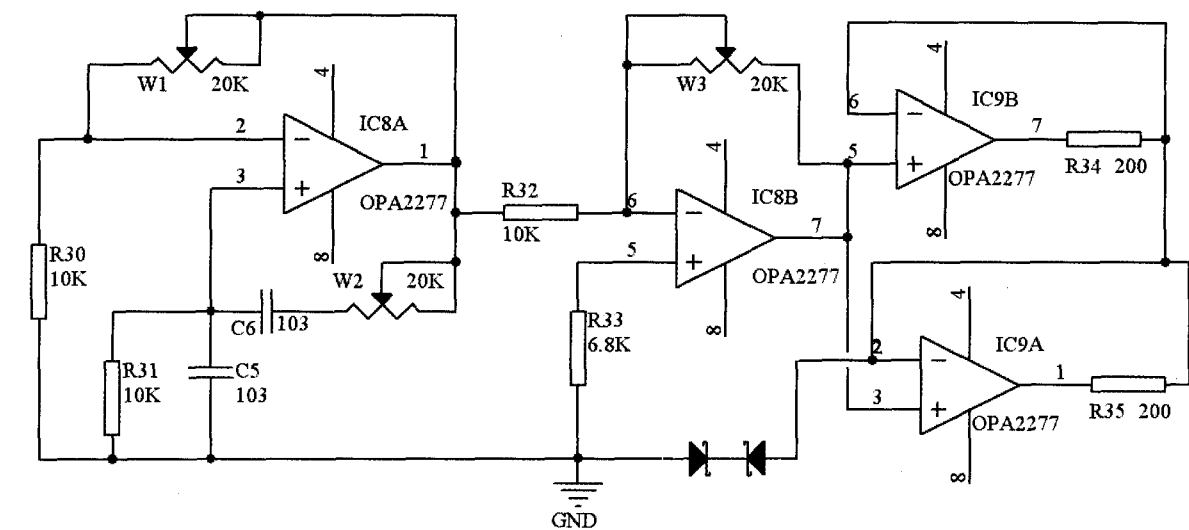 W1 20K
4
IC8A
2
3
1
OPA2277
8
R30
10K
W2 20K
C6 103
R31
10K
C5
103
R32
10K
W3 20K
4
IC8B
6
5
7
OPA2277
8
R33
6.8K
GND
4
IC9B
6
5
7
OPA2277
8
R34 200
4
IC9A
2
3
1
OPA2277
8
R35 200